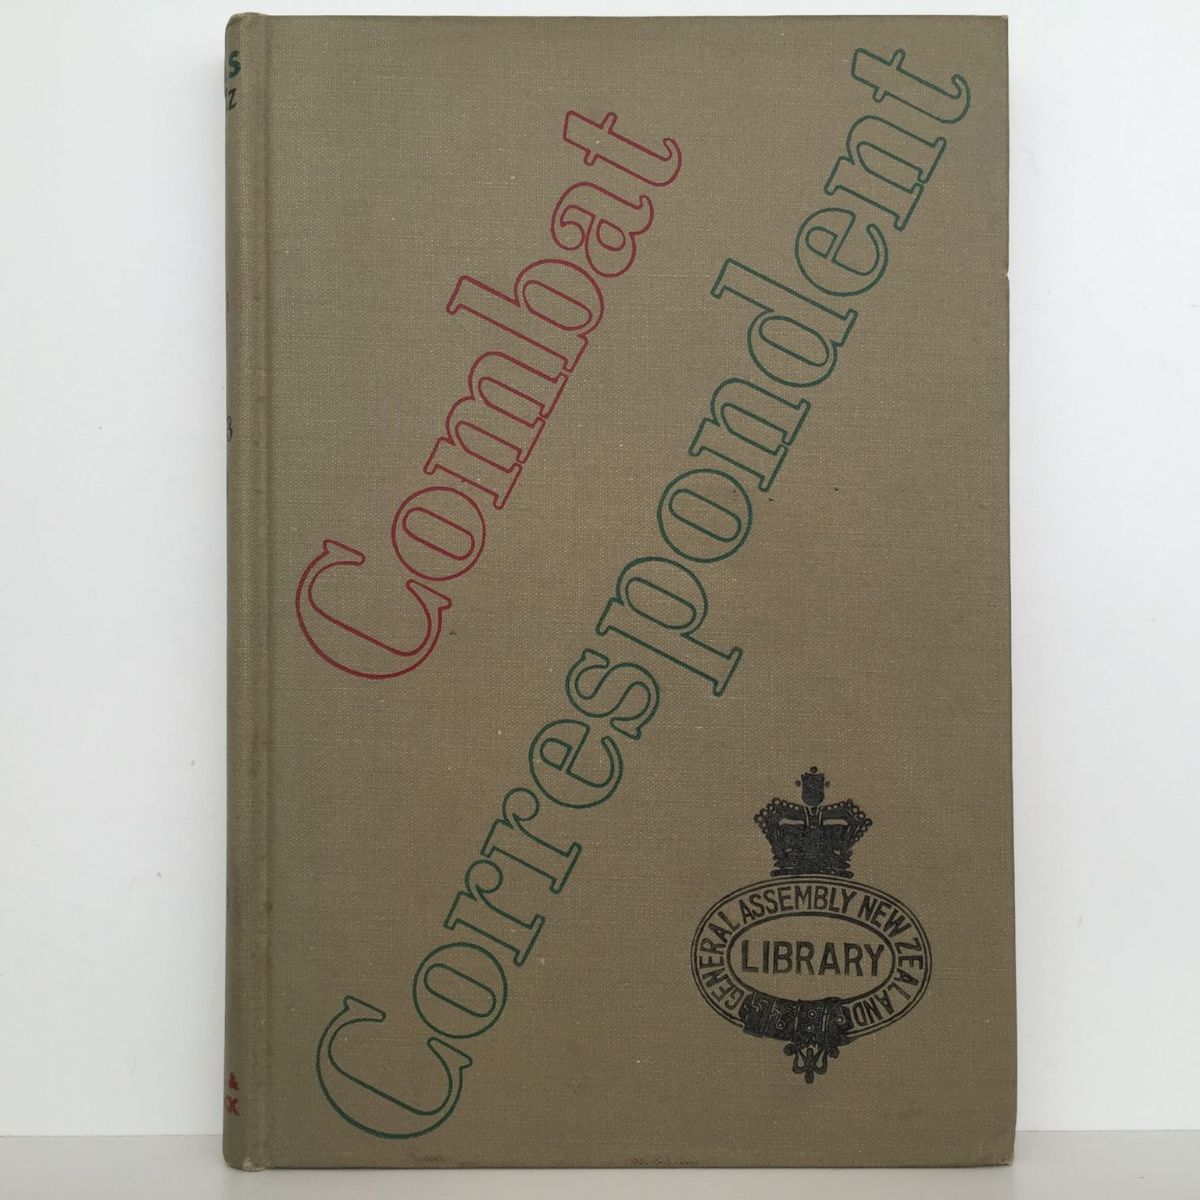 Combat
Correspondent
GENERAL ASSEMBLY NEW ZEALAND
LIBRARY